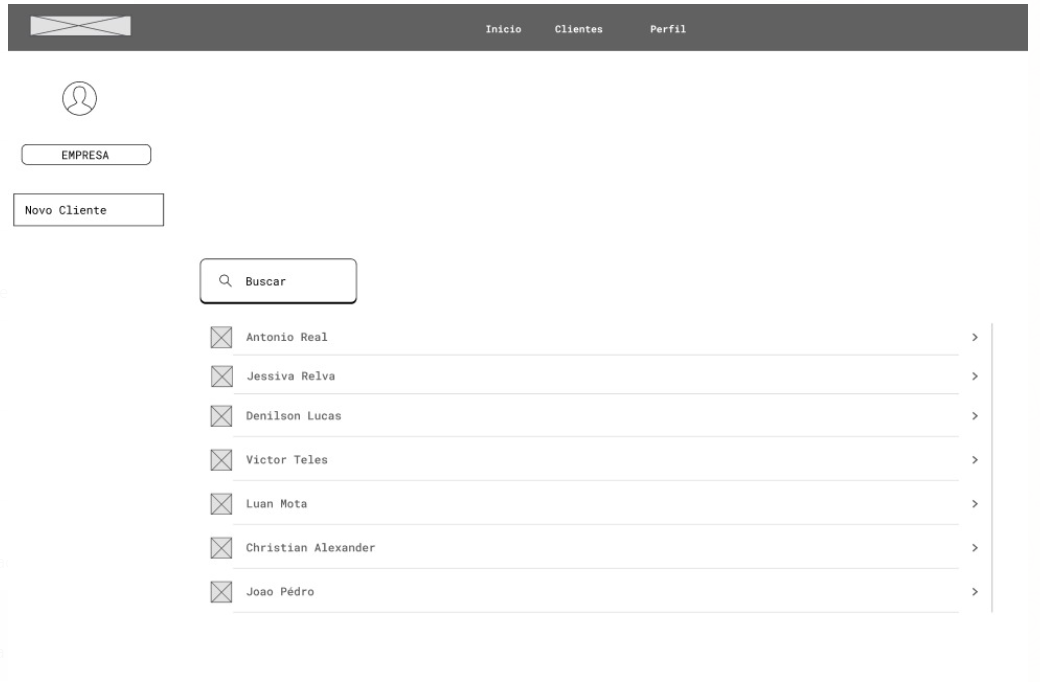 Início
Clientes
Perfil
EMPRESA
Novo Cliente
Buscar
Antonio Real
Jessiva Relva
Denilson Lucas
Victor Teles
Luan Mota
Christian Alexander
Joao Pédro